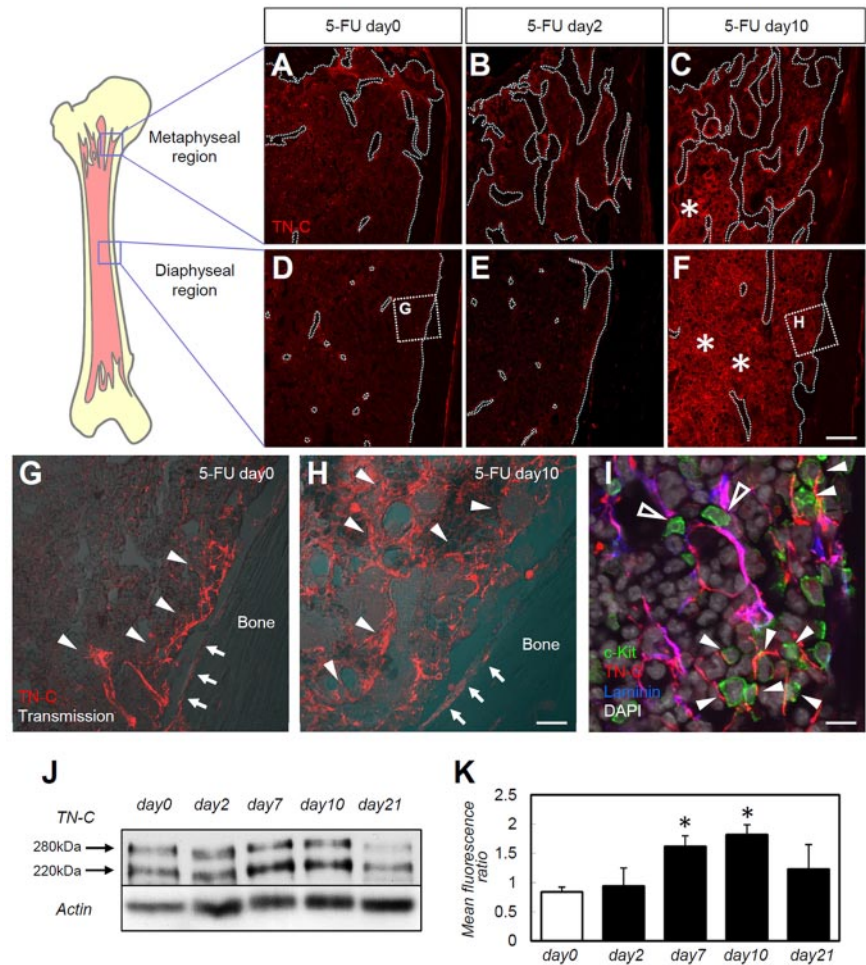 5-FU day0
5-FU day2
5-FU day10
A
B
C
Metaphyseal
region
TN-C
*
Diaphyseal
region
D
G
E
F
H
* *
G
5-FU day0
Bone
TN-C
Transmission
H
5-FU day10
Bone
I
c-Kit
TN-C
Laminin
DAPI
J
TN-C
day0 day2 day7 day10 day21
280kDa
220kDa
Actin
K
Mean fluorescence
ratio
2.5
2
1.5
1
0.5
0
* *
day0 day2 day7 day10 day21